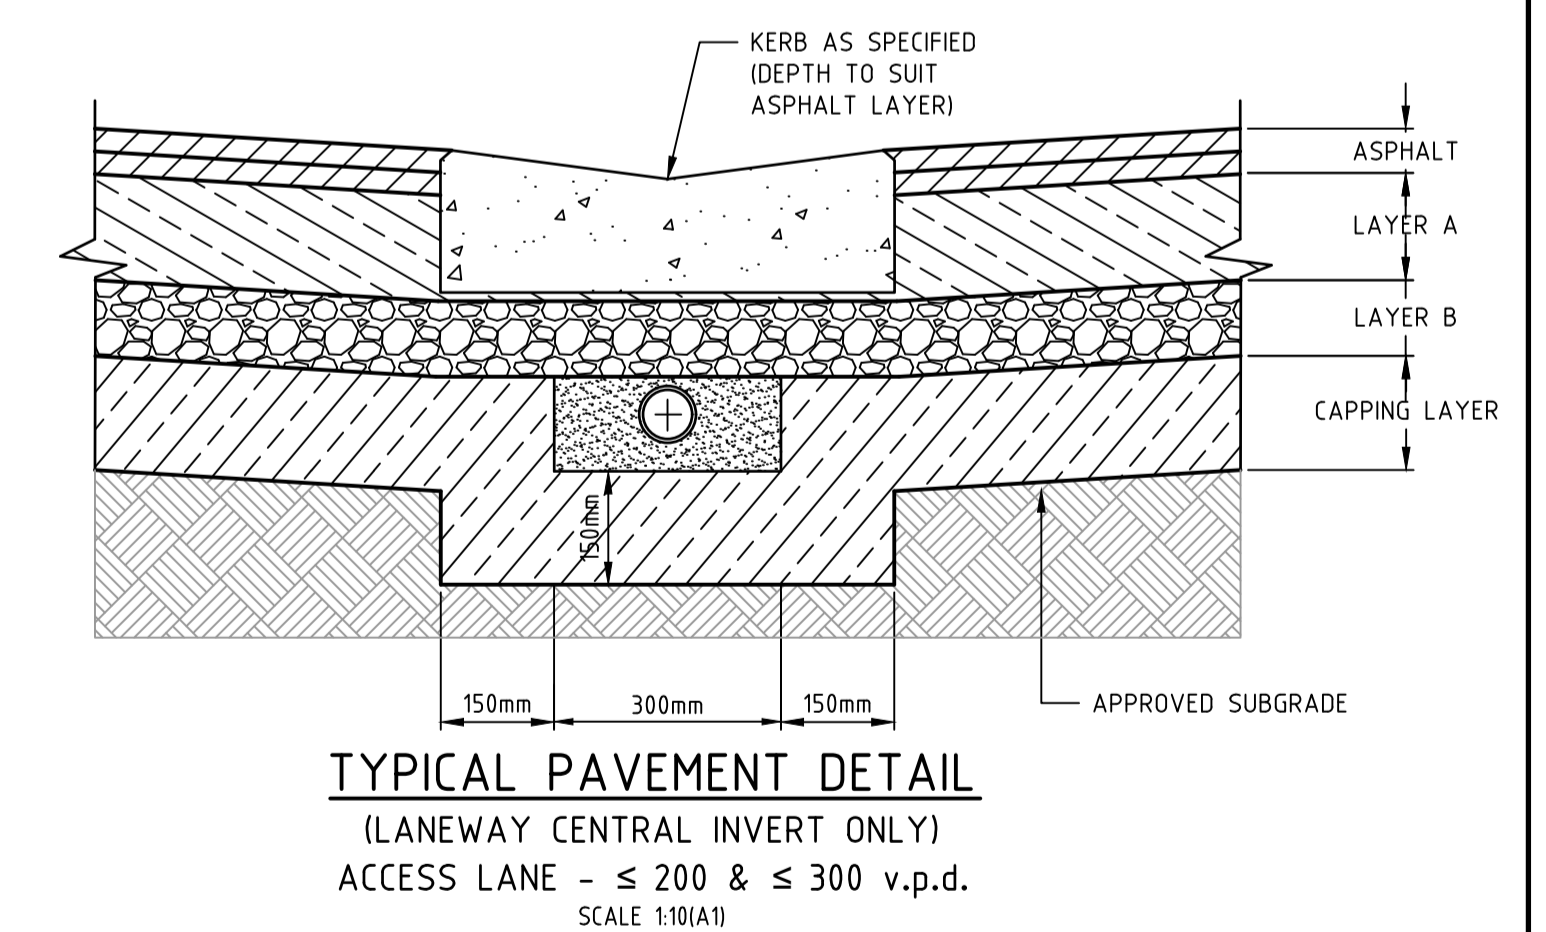 KERB AS SPECIFIED
(DEPTH TO SUIT
ASPHALT LAYER)
ASPHALT
LAYER A
LAYER B
CAPPING LAYER
150mm
150mm
300mm
150mm
APPROVED SUBGRADE
TYPICAL PAVEMENT DETAIL
(LANEWAY CENTRAL INVERT ONLY)
ACCESS LANE - ≤ 200 & ≤ 300 v.p.d.
SCALE 1:10(A1)